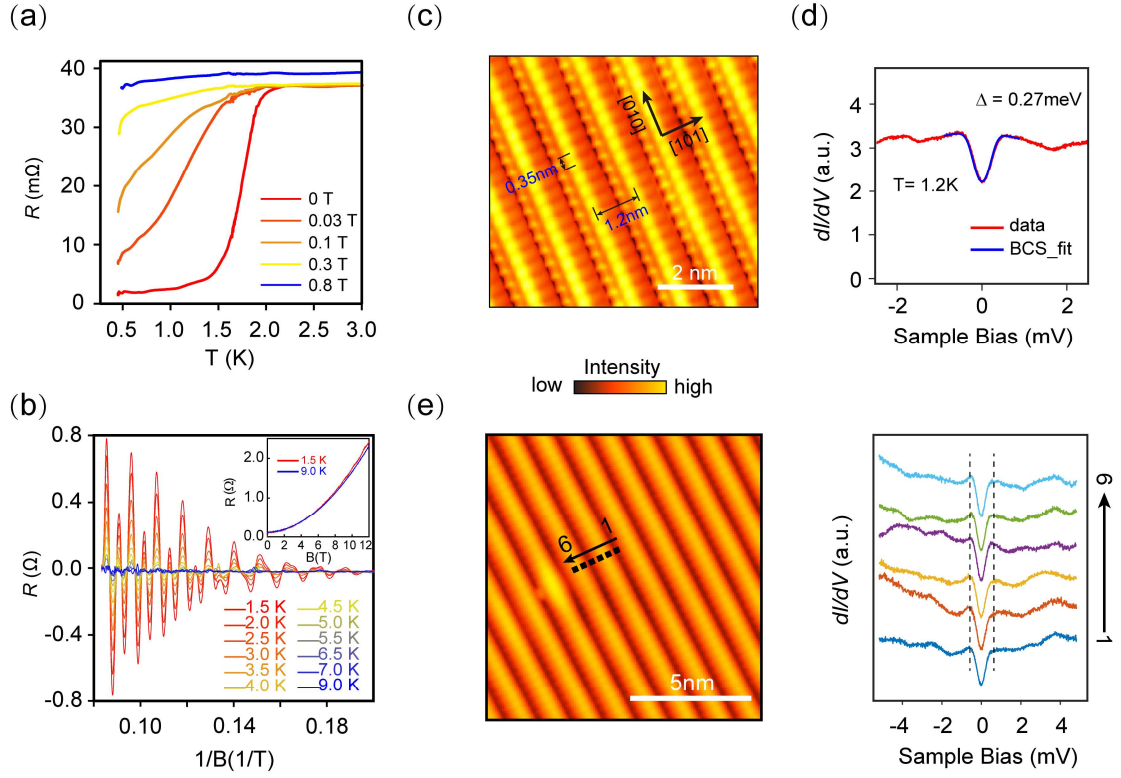 (a)
40
30
20
10
0
R (mΩ)
0.5 1.0 1.5 2.0 2.5 3.0
T (K)
0 T
0.03 T
0.1 T
0.3 T
0.8 T
(c)
[010]
[101]
0.35nm
1.2nm
2 nm
Intensity
low high
(d)
4
3
2
1
0
dI/dV (a.u.)
Δ = 0.27meV
T= 1.2K
data
BCS_fit
-2 0 2
Sample Bias (mV)
(b)
0.8
0.4
0.0
-0.4
-0.8
R (Ω)
0.10 0.14 0.18
1/B(1/T)
2.0
1.0
0.0
R (Ω)
1.5 K
9.0 K
0 2 4 6 8 10 12
B(T)
1.5 K
2.0 K
2.5 K
3.0 K
3.5 K
4.0 K
4.5 K
5.0 K
5.5 K
6.5 K
7.0 K
9.0 K
(e)
1
6
5nm
dI/dV (a.u.)
6
1
-4 -2 0 2 4
Sample Bias (mV)